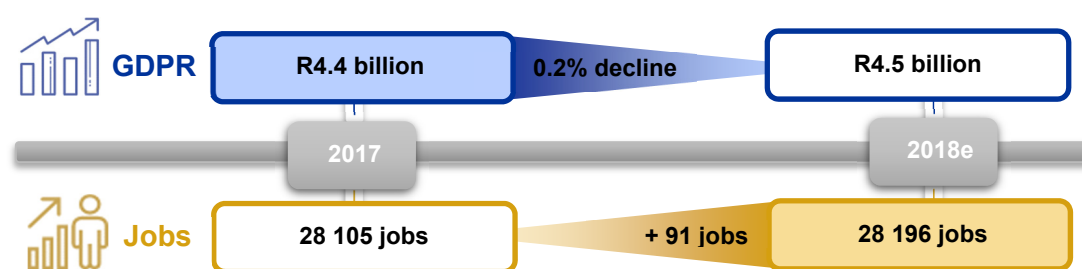 GDPR
R4.4 billion
0.2% decline
R4.5 billion
2017
2018e
Jobs
28 105 jobs
+ 91 jobs
28 196 jobs